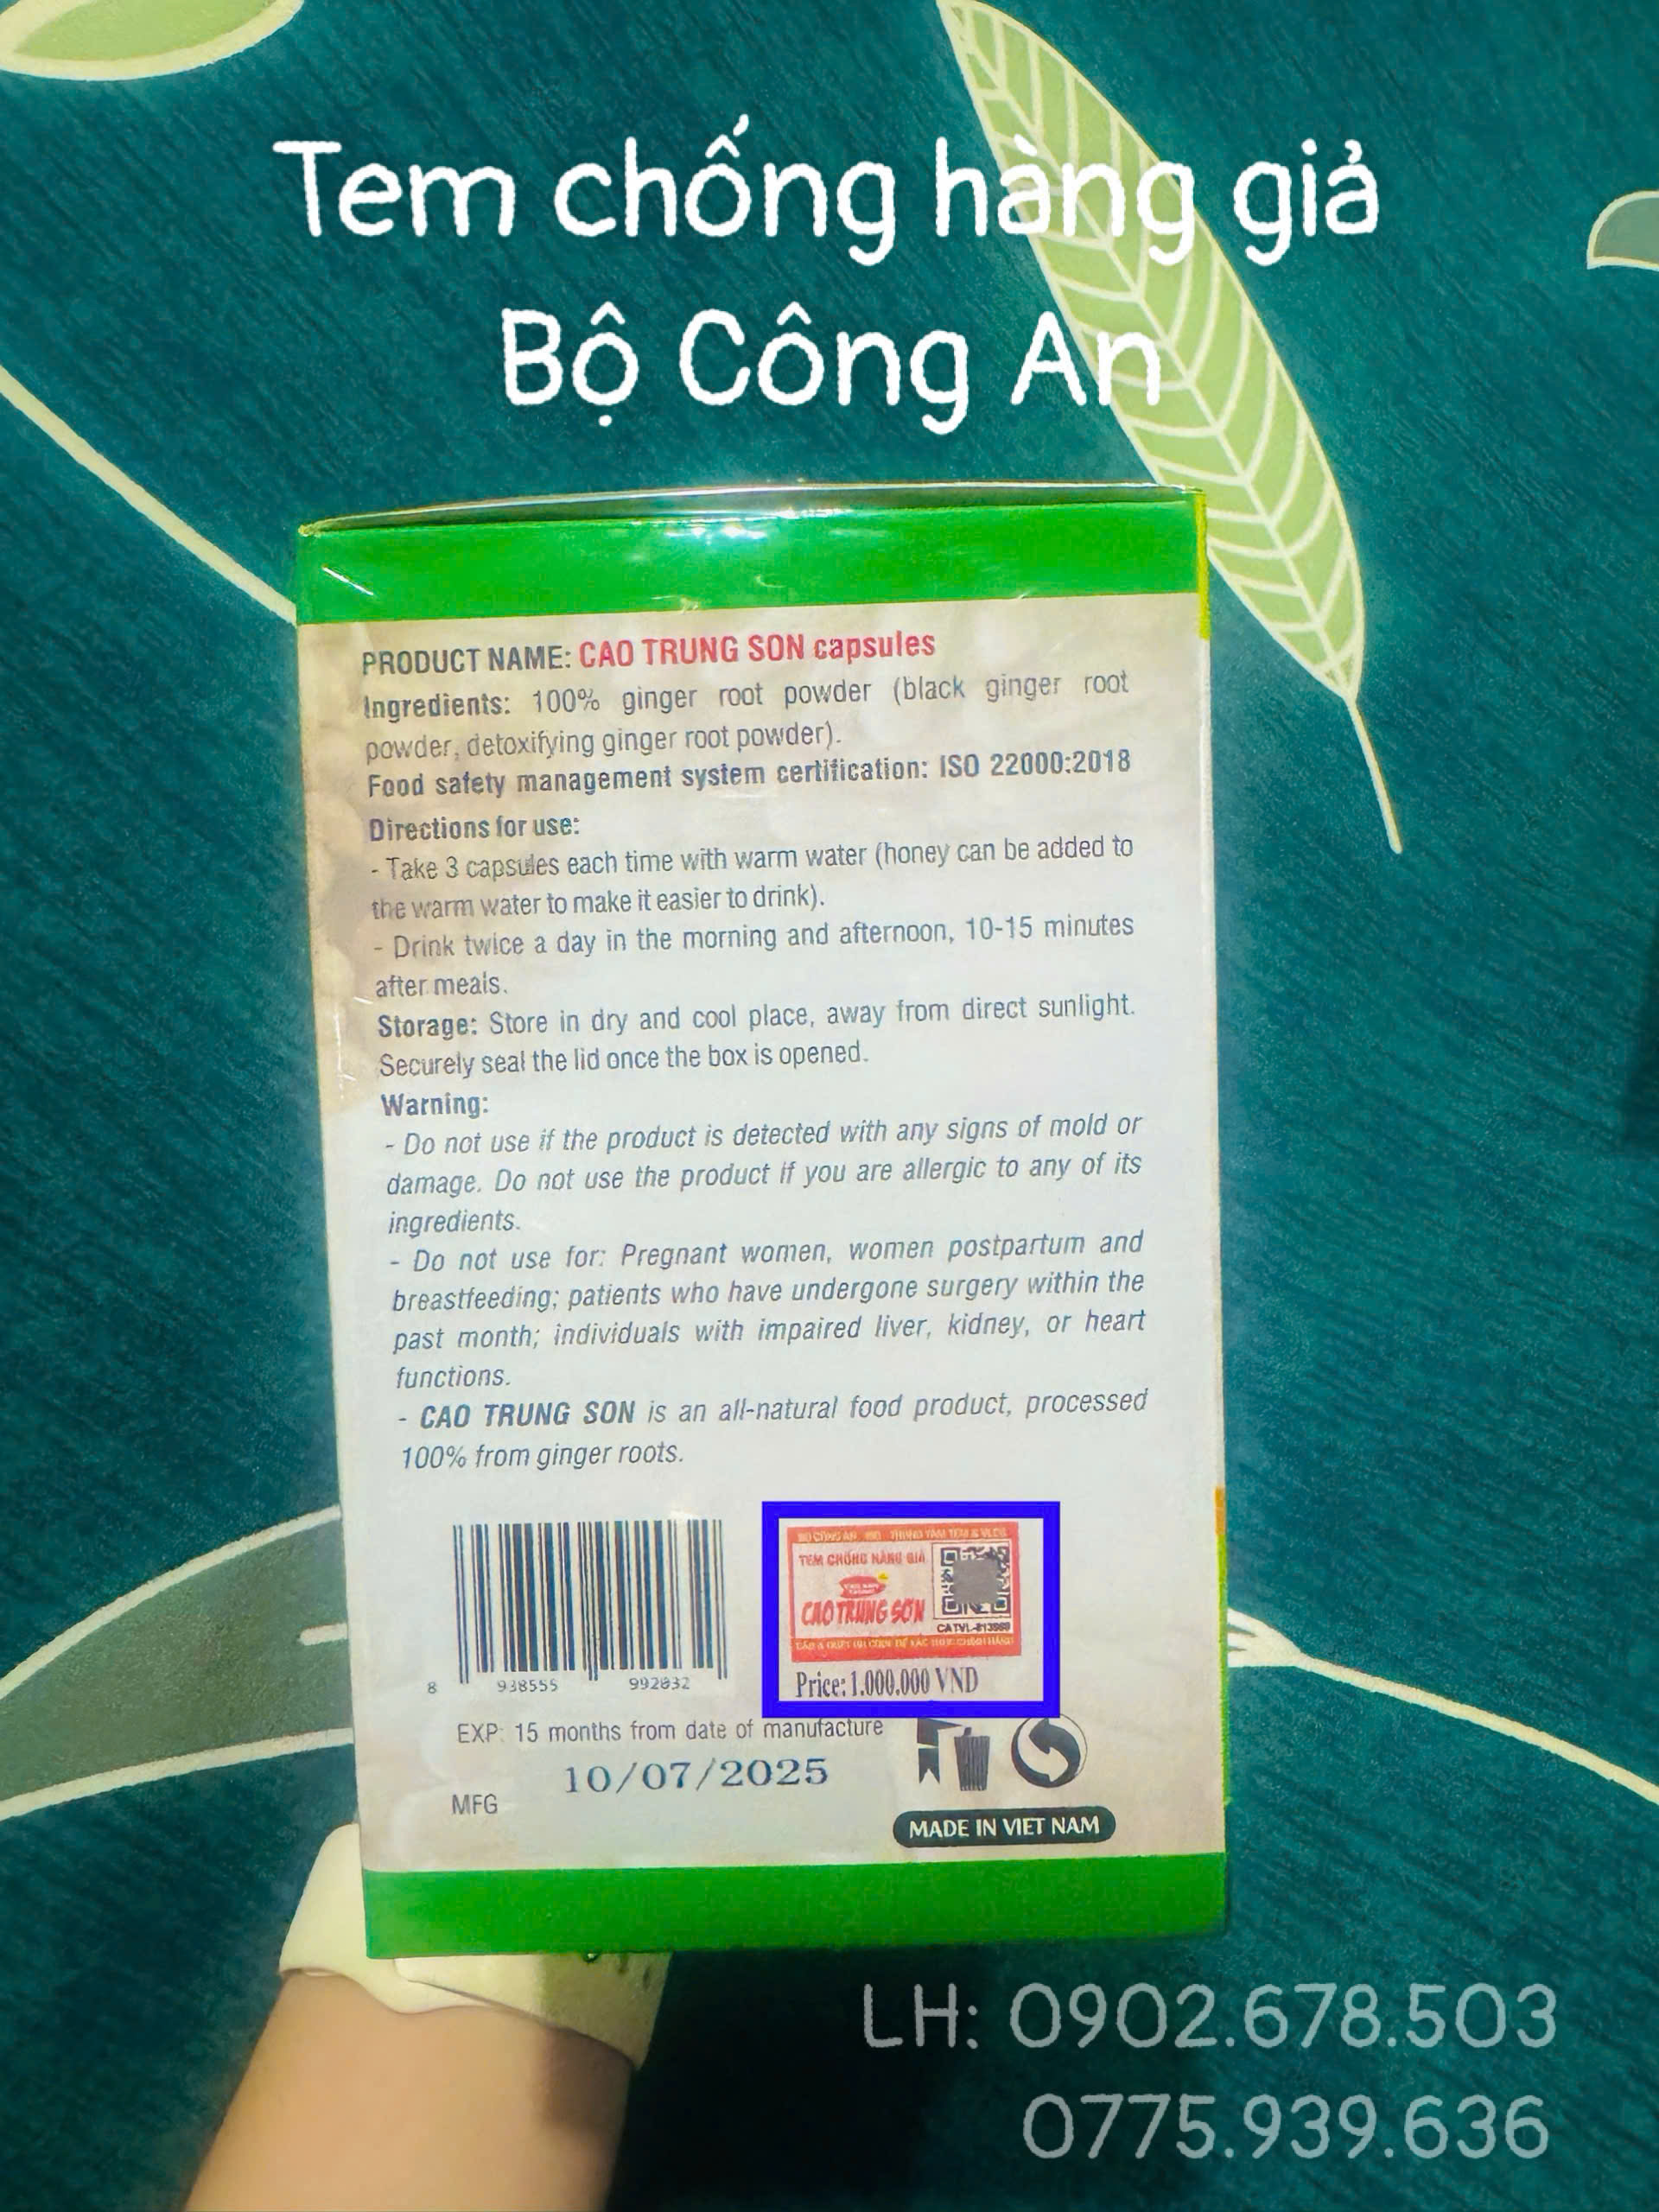 Tem chống hàng giả
Bộ Công An
PRODUCT NAME: CAO TRUNG SON capsules
Ingredients: 100% ginger root powder (black ginger root
powder, detoxifying ginger root powder).
Food safety management system certification: ISO 22000:2018
Directions for use:
- Take 3 capsules each time with warm water (honey can be added to
the warm water to make it easier to drink).
- Drink twice a day in the morning and afternoon, 10-15 minutes
after meals.
Storage: Store in dry and cool place, away from direct sunlight.
Securely seal the lid once the box is opened.
Warning:
- Do not use if the product is detected with any signs of mold or
damage. Do not use the product if you are allergic to any of its
ingredients.
- Do not use for: Pregnant women, women postpartum and
breastfeeding; patients who have undergone surgery within the
past month; individuals with impaired liver, kidney, or heart
functions.
- CAO TRUNG SON is an all-natural food product, processed
100% from ginger roots.
BỘ CÔNG AN
TEM CHỐNG HÀNG GIẢ
CAO TRUNG SƠN
Price: 1.000.000 VND
8 938555 992832
EXP: 15 months from date of manufacture
10/07/2025
MFG
MADE IN VIET NAM
LH: 0902.678.503
0775.939.636